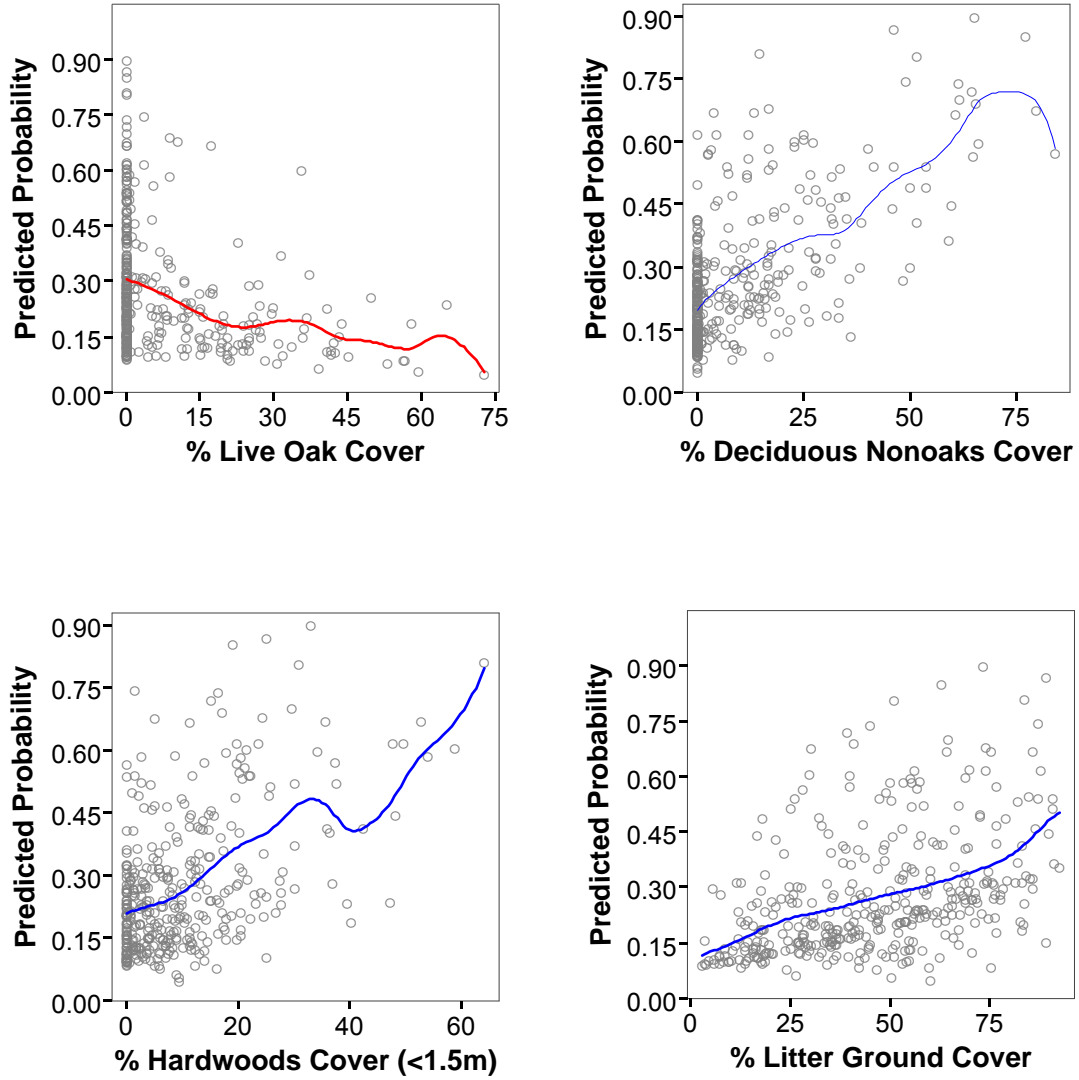 Predicted Probability
0.90
0.75
0.60
0.45
0.30
0.15
0.00
0 15 30 45 60 75
% Live Oak Cover
Predicted Probability
0.90
0.75
0.60
0.45
0.30
0.15
0.00
0 25 50 75
% Deciduous Nonoaks Cover
Predicted Probability
0.90
0.75
0.60
0.45
0.30
0.15
0.00
0 20 40 60
% Hardwoods Cover (<1.5m)
Predicted Probability
0.90
0.75
0.60
0.45
0.30
0.15
0.00
0 25 50 75
% Litter Ground Cover